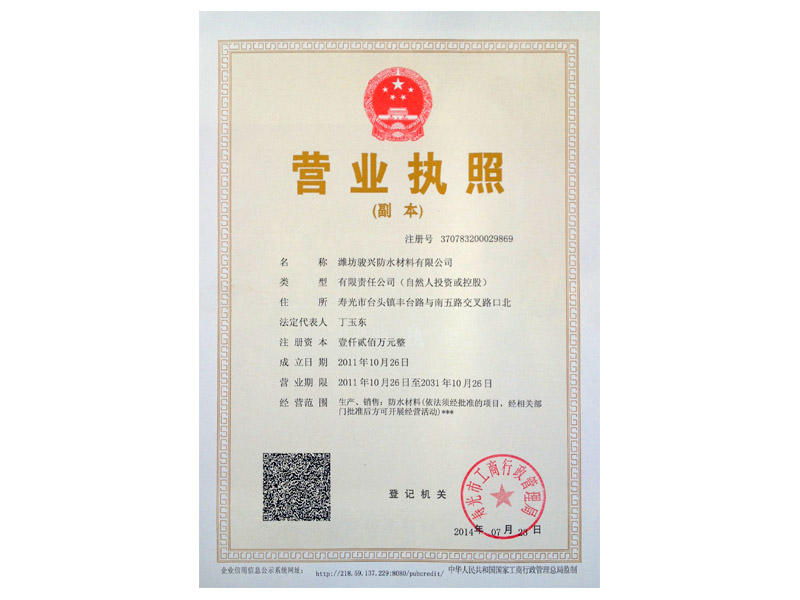 营业执照
(副 本)
注册号 370783200029869
名 称 潍坊骏兴防水材料有限公司
类 型 有限责任公司（自然人投资或控股）
住 所 寿光市台头镇丰台路与南五路交叉路口北
法定代表人 丁玉东
注册资本 壹仟贰佰万元整
成立日期 2011年10月26日
营业期限 2011年10月26日至2031年10月26日
经营范围 生产、销售：防水材料(依法须经批准的项目，经相关部
门批准后方可开展经营活动)***
登记机关
寿光市工商行政管理局
2014年 07月 23日
企业信用信息公示系统网址： http://218.59.137.229:8080/pubcredit/ 中华人民共和国国家工商行政管理总局监制